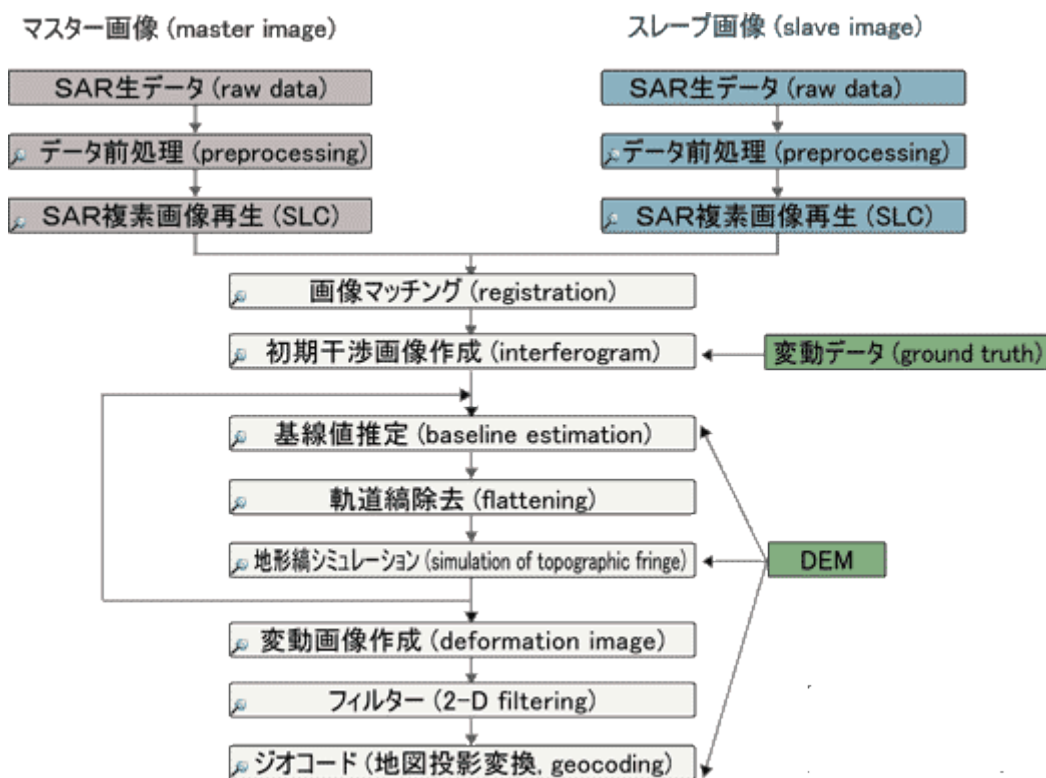 マスター画像 (master image)
スレーブ画像 (slave image)
SAR生データ (raw data)
SAR生データ (raw data)
データ前処理 (preprocessing)
データ前処理 (preprocessing)
SAR複素画像再生 (SLC)
SAR複素画像再生 (SLC)
画像マッチング (registration)
初期干渉画像作成 (interferogram)
変動データ (ground truth)
基線値推定 (baseline estimation)
軌道縞除去 (flattening)
地形縞シミュレーション (simulation of topographic fringe)
DEM
変動画像作成 (deformation image)
フィルター (2-D filtering)
ジオコード (地図投影変換, geocoding)